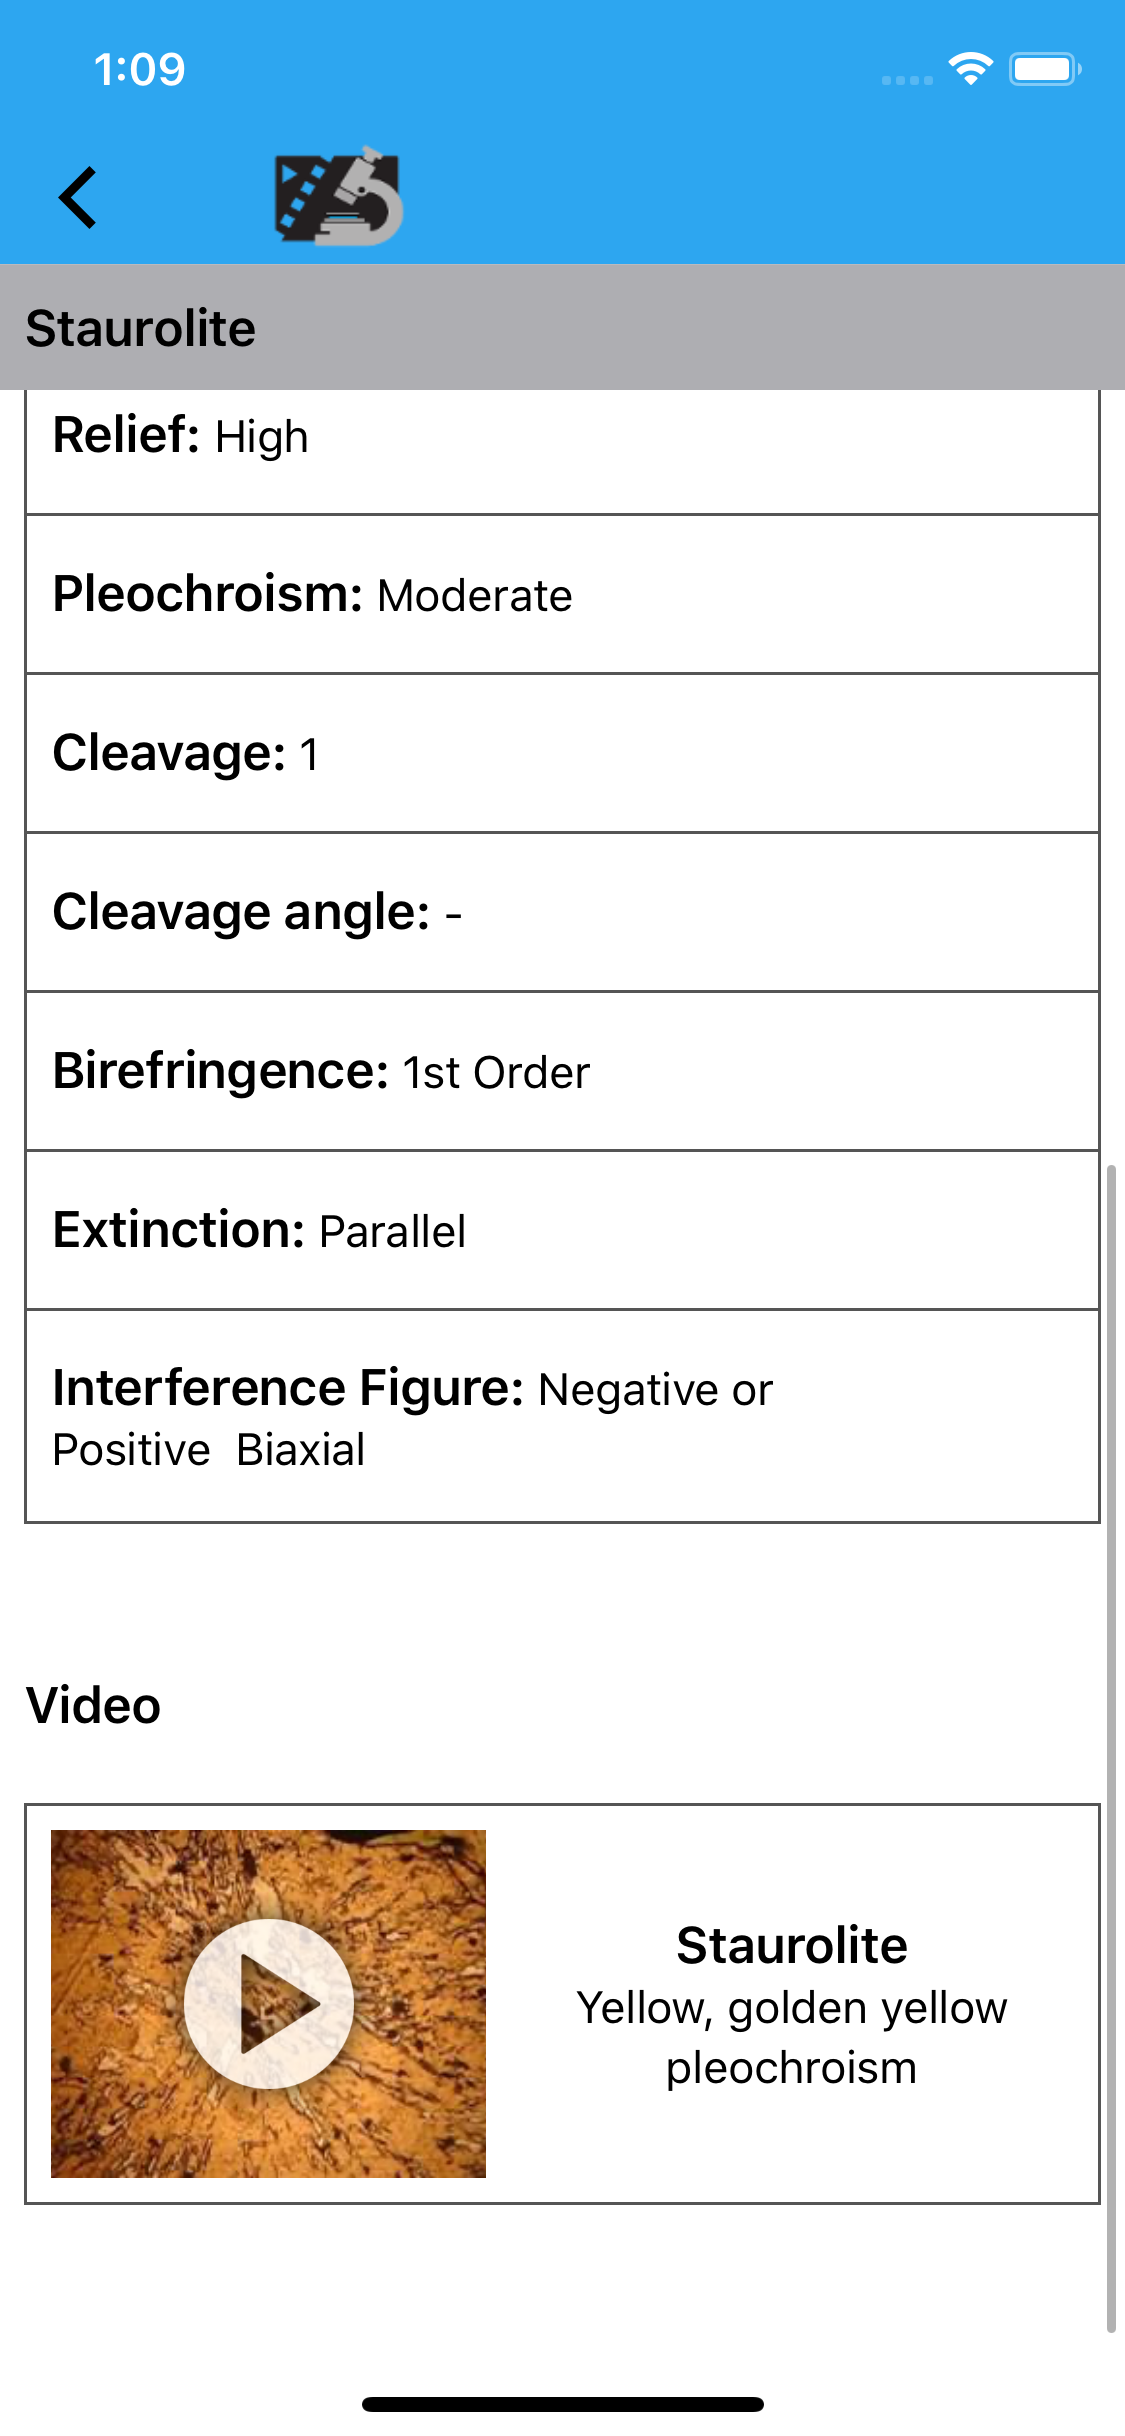 1:09
Staurolite
Relief: High
Pleochroism: Moderate
Cleavage: 1
Cleavage angle: -
Birefringence: 1st Order
Extinction: Parallel
Interference Figure: Negative or
Positive  Biaxial
Video
Staurolite
Yellow, golden yellow
pleochroism